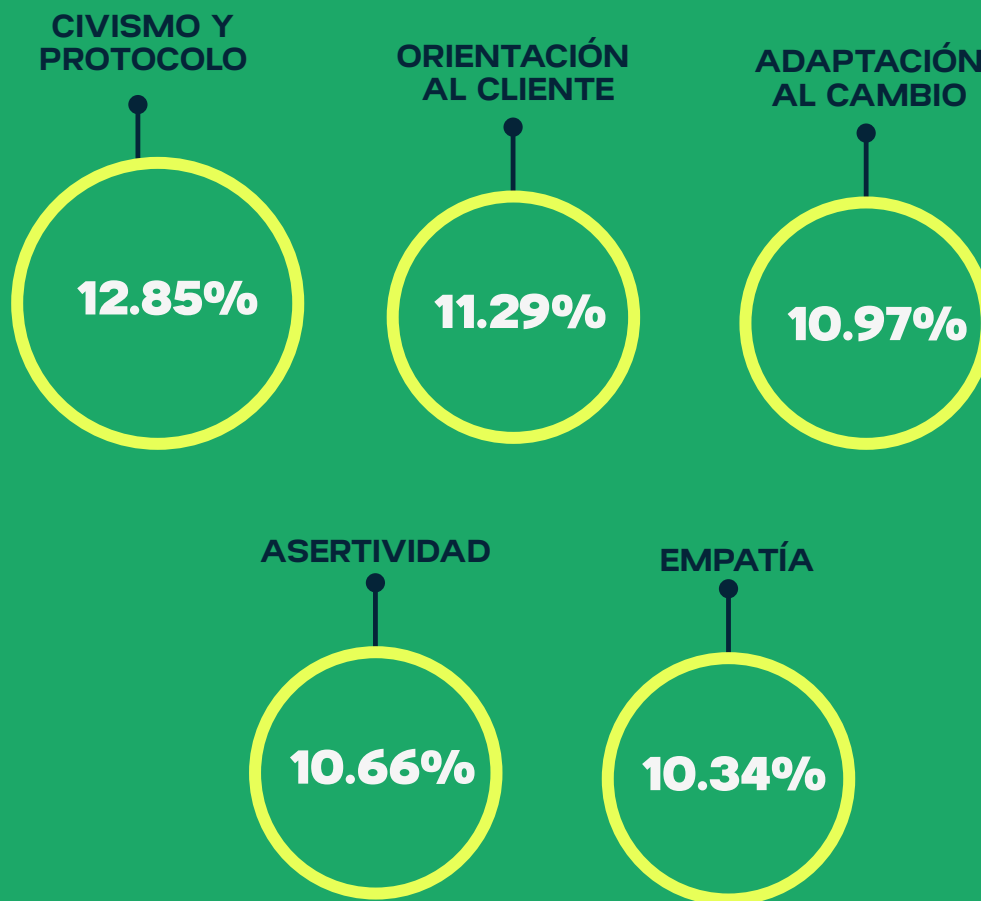 CIVISMO Y
PROTOCOLO
12.85%
ORIENTACIÓN
AL CLIENTE
11.29%
ADAPTACIÓN
AL CAMBIO
10.97%
ASERTIVIDAD
10.66%
EMPATÍA
10.34%